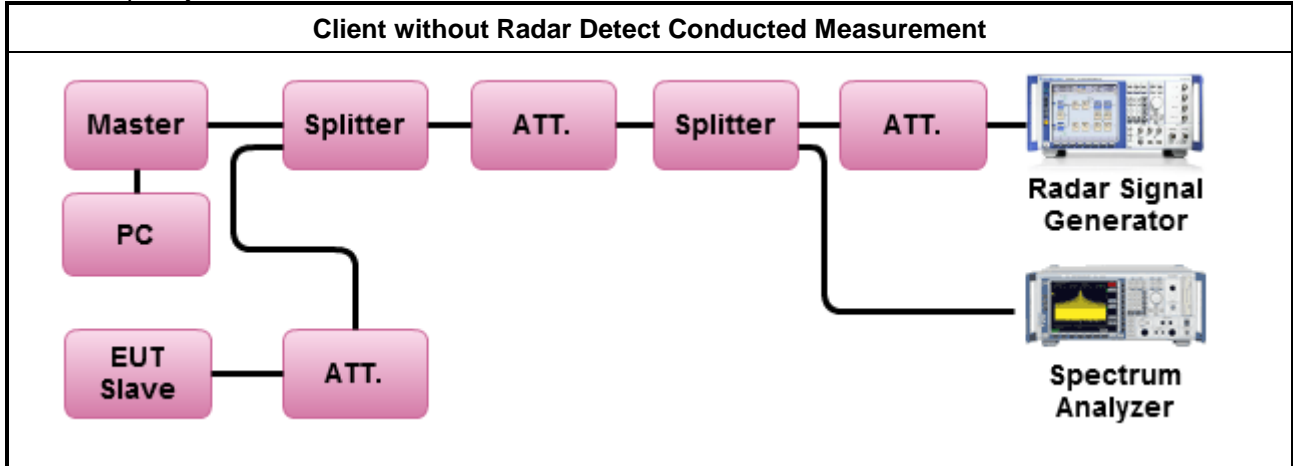 Client without Radar Detect Conducted Measurement
Master
Splitter
ATT.
Splitter
ATT.
Radar Signal
Generator
PC
EUT
Slave
ATT.
Spectrum
Analyzer